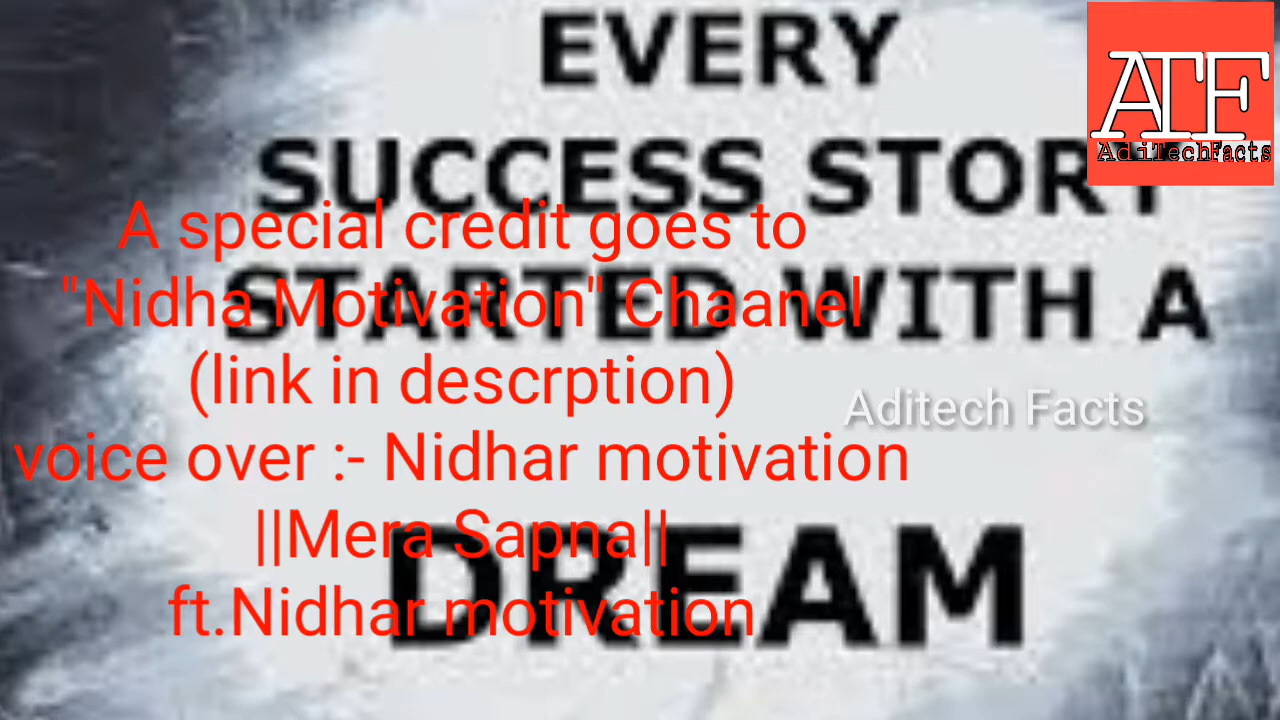 EVERY
SUCCESS STORY
STARTED WITH A
DREAM
ATF
AdiTechFacts
A special credit goes to
"Nidha Motivation" Chaanel
(link in descrption)
voice over :- Nidhar motivation
||Mera Sapna||
ft.Nidhar motivation
Aditech Facts